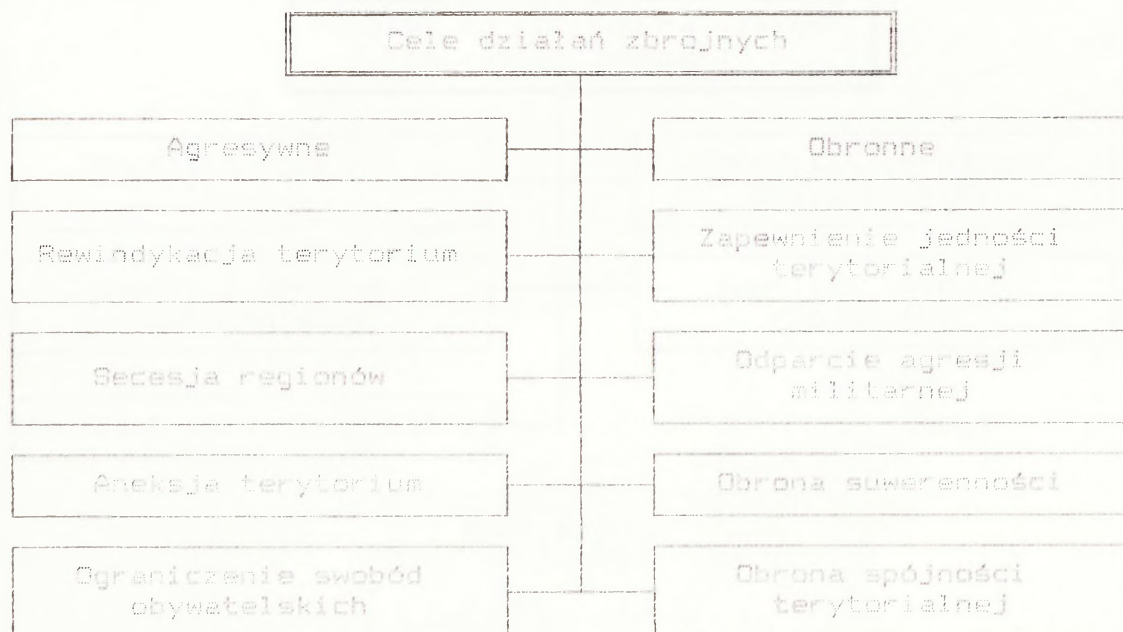 Cele działań zbrojnych
Agresywne
Obronne
Rewindykacja terytorium
Zapewnienie jedności
terytorialnej
Secesja regionów
Odparcie agresji
militarnej
Aneksja terytorium
Obrona suwerenności
Ograniczenie swobód
obywatelskich
Obrona spójności
terytorialnej